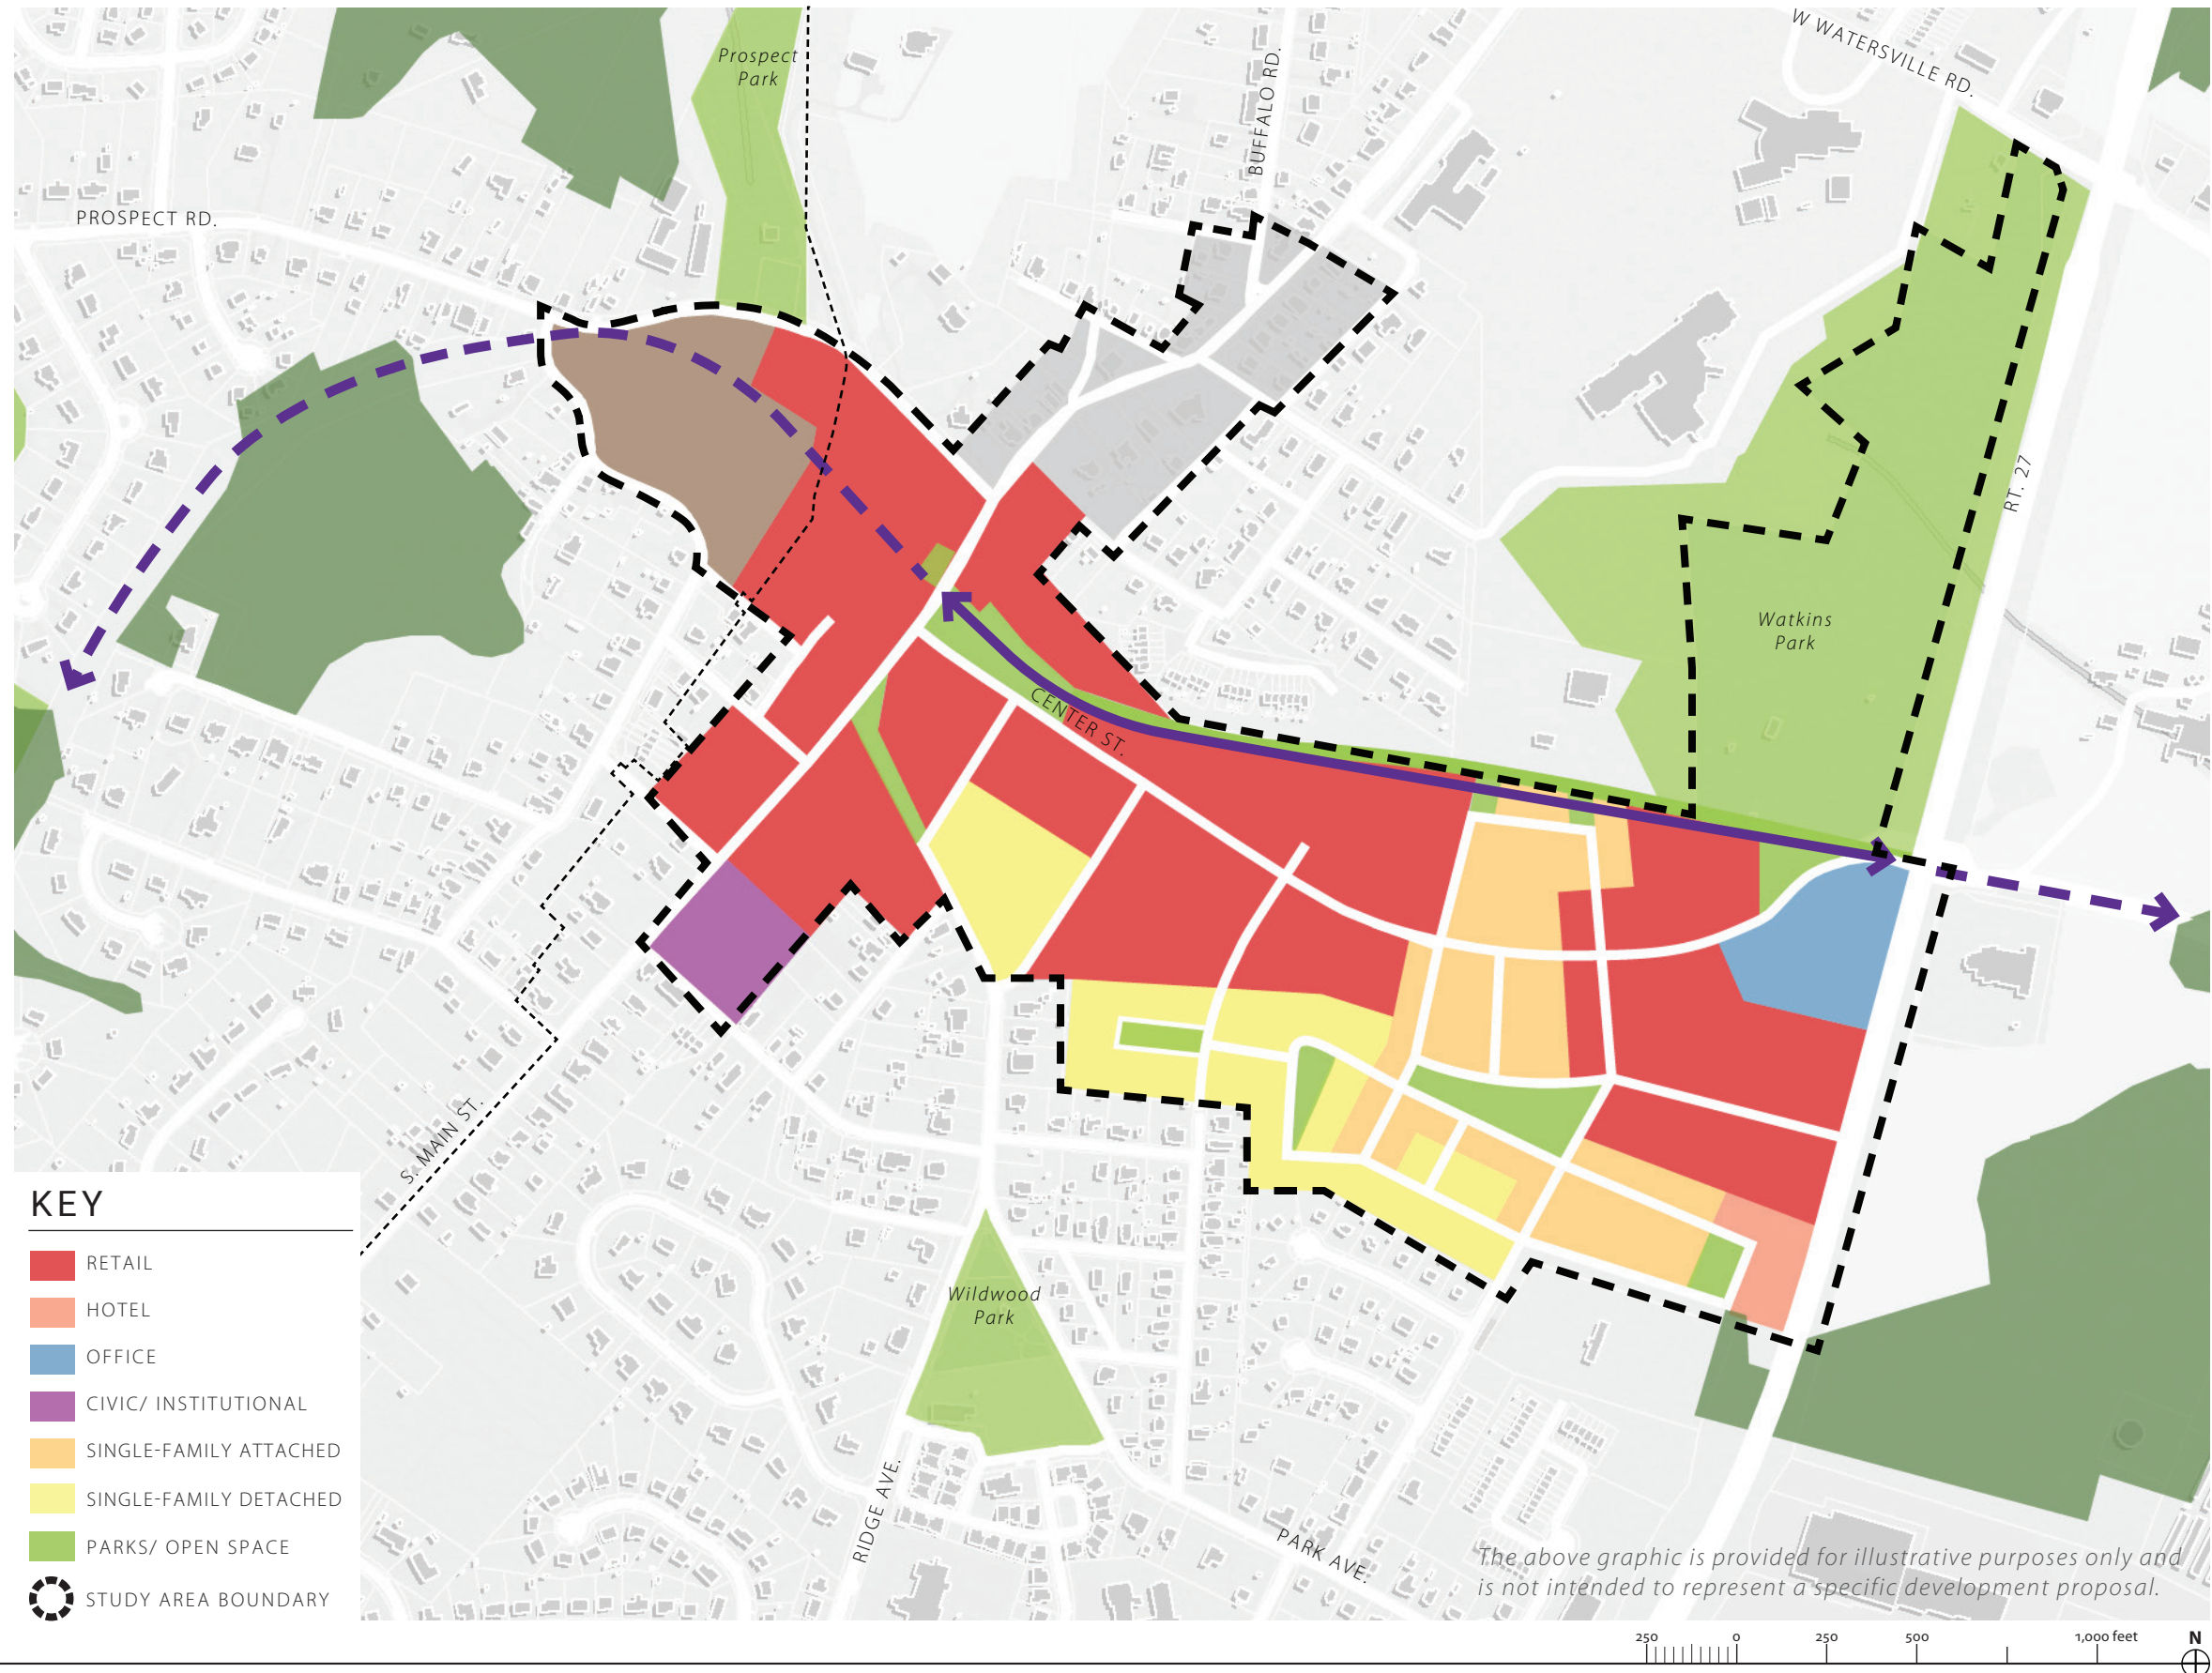 W WATERSVILLE RD.
Prospect
Park
BUFFALO RD.
PROSPECT RD.
RT. 27
Watkins
Park
CENTER ST.
S. MAIN ST.
KEY
RETAIL
HOTEL
OFFICE
CIVIC/ INSTITUTIONAL
SINGLE-FAMILY ATTACHED
SINGLE-FAMILY DETACHED
PARKS/ OPEN SPACE
STUDY AREA BOUNDARY
Wildwood
Park
RIDGE AVE.
PARK AVE.
The above graphic is provided for illustrative purposes only and
is not intended to represent a specific development proposal.
250 0 250 500 1,000 feet N